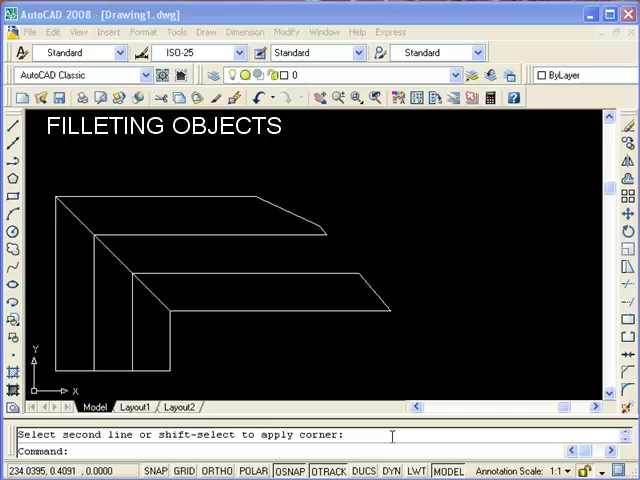 AutoCAD 2008 - [Drawing1.dwg]
File Edit View Insert Format Tools Draw Dimension Modify Window Help Express
Standard ISO-25 Standard Standard
AutoCAD Classic 0 ByLayer
FILLETING OBJECTS
Y
X
Model Layout1 Layout2
Select second line or shift-select to apply corner:
Command:
234.0395, 0.4091 , 0.0000 SNAP GRID ORTHO POLAR OSNAP OTRACK DUCS DYN LWT MODEL Annotation Scale: 1:1